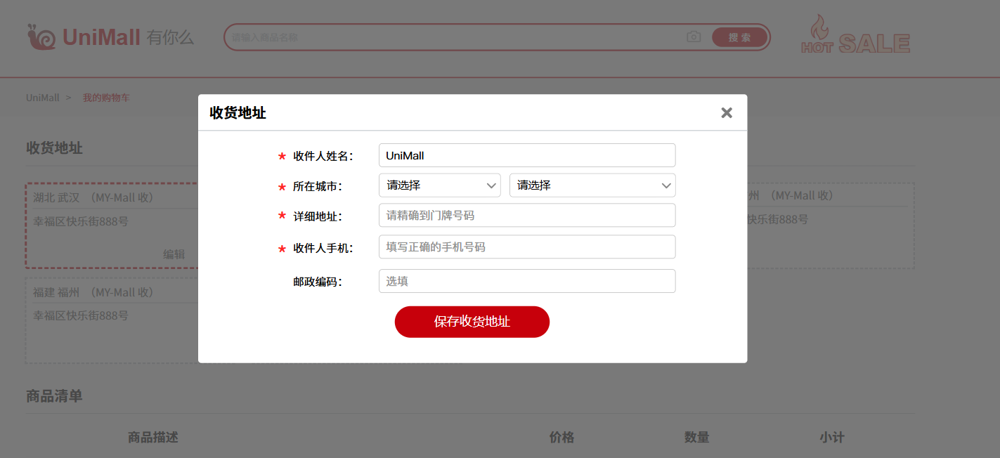 UniMall 有你么
请输入商品名称
搜 索
HOT SALE
UniMall > 我的购物车
收货地址
湖北 武汉 （MY-Mall 收）
幸福区快乐街888号
编辑
福建 福州 （MY-Mall 收）
幸福区快乐街888号
州 （MY-Mall 收）
快乐街888号
收货地址
* 收件人姓名： UniMall
* 所在城市： 请选择 请选择
* 详细地址： 请精确到门牌号码
* 收件人手机： 填写正确的手机号码
邮政编码： 选填
保存收货地址
商品清单
商品描述 价格 数量 小计